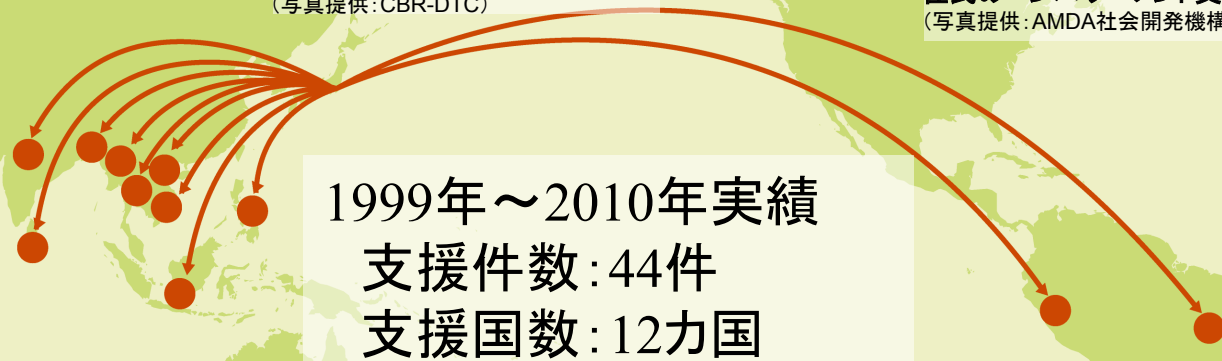 (写真提供:CBR-DTC)
(写真提供:AMDA社会開発機構
1999年～2010年実績
支援件数:44件
支援国数:12カ国